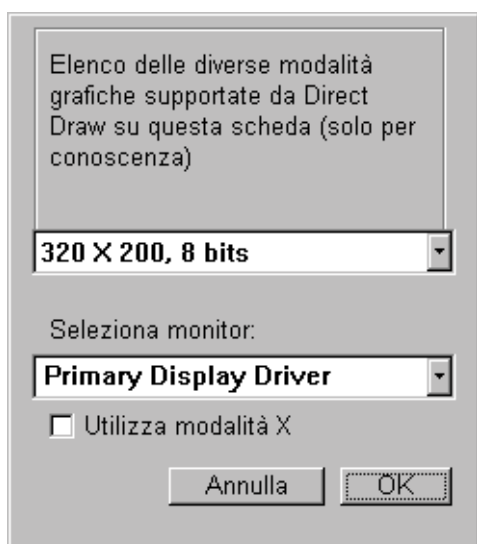 Elenco delle diverse modalità
grafiche supportate da Direct
Draw su questa scheda (solo per
conoscenza)
320 X 200, 8 bits
Seleziona monitor:
Primary Display Driver
Utilizza modalità X
Annulla OK